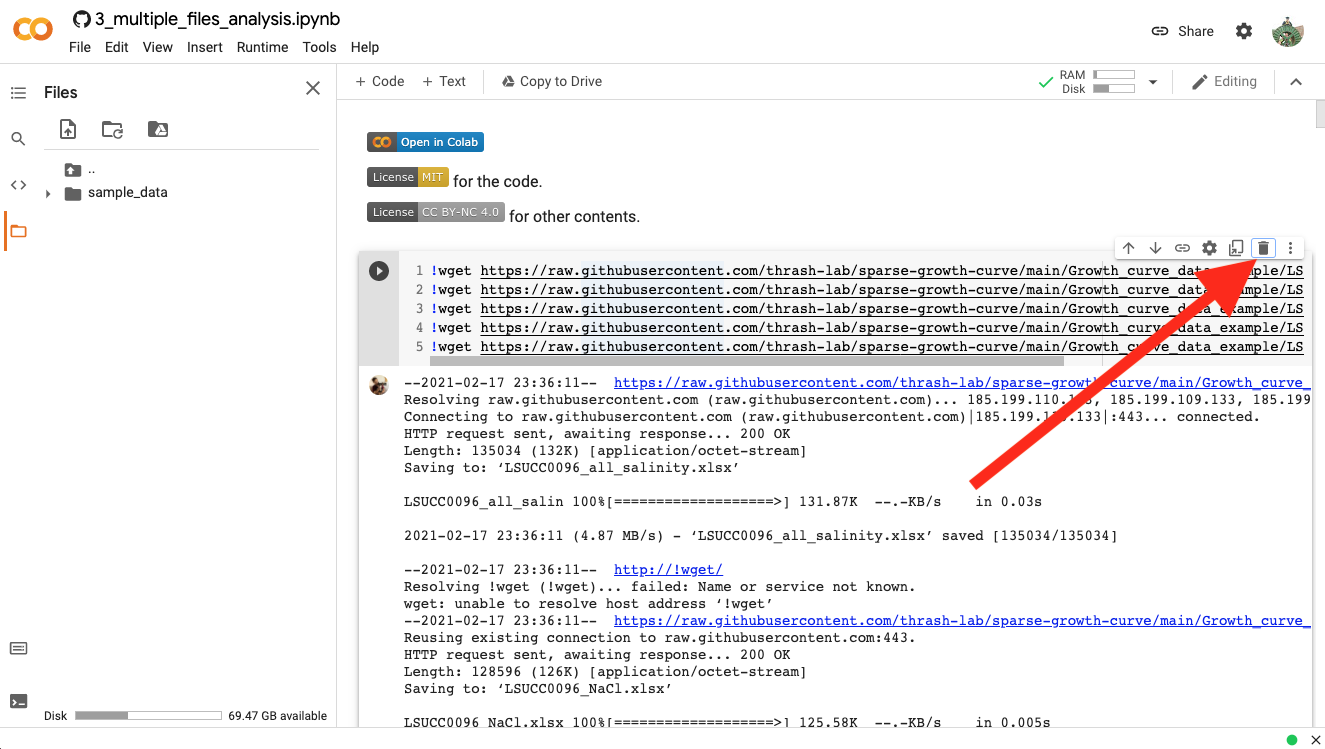 3_multiple_files_analysis.ipynb
File Edit View Insert Runtime Tools Help
Share
Files
+ Code + Text Copy to Drive
RAM
Disk
Editing
..
sample_data
Open in Colab
License MIT for the code.
License CC BY-NC 4.0 for other contents.
1 !wget https://raw.githubusercontent.com/thrash-lab/sparse-growth-curve/main/Growth_curve_data_example/LS
2 !wget https://raw.githubusercontent.com/thrash-lab/sparse-growth-curve/main/Growth_curve_data_example/LS
3 !wget https://raw.githubusercontent.com/thrash-lab/sparse-growth-curve/main/Growth_curve_data_example/LS
4 !wget https://raw.githubusercontent.com/thrash-lab/sparse-growth-curve/main/Growth_curve_data_example/LS
5 !wget https://raw.githubusercontent.com/thrash-lab/sparse-growth-curve/main/Growth_curve_data_example/LS
--2021-02-17 23:36:11-- https://raw.githubusercontent.com/thrash-lab/sparse-growth-curve/main/Growth_curve_
Resolving raw.githubusercontent.com (raw.githubusercontent.com)... 185.199.110.133, 185.199.109.133, 185.199
Connecting to raw.githubusercontent.com (raw.githubusercontent.com)|185.199.110.133|:443... connected.
HTTP request sent, awaiting response... 200 OK
Length: 135034 (132K) [application/octet-stream]
Saving to: ‘LSUCC0096_all_salinity.xlsx’
LSUCC0096_all_salin 100%[===================>] 131.87K --.-KB/s in 0.03s
2021-02-17 23:36:11 (4.87 MB/s) - ‘LSUCC0096_all_salinity.xlsx’ saved [135034/135034]
--2021-02-17 23:36:11-- http://!wget/
Resolving !wget (!wget)... failed: Name or service not known.
wget: unable to resolve host address ‘!wget’
--2021-02-17 23:36:11-- https://raw.githubusercontent.com/thrash-lab/sparse-growth-curve/main/Growth_curve_
Reusing existing connection to raw.githubusercontent.com:443.
HTTP request sent, awaiting response... 200 OK
Length: 128596 (126K) [application/octet-stream]
Saving to: ‘LSUCC0096_NaCl.xlsx’
LSUCC0096_NaCl.xlsx 100%[===================>] 125.58K --.-KB/s in 0.005s
Disk 69.47 GB available